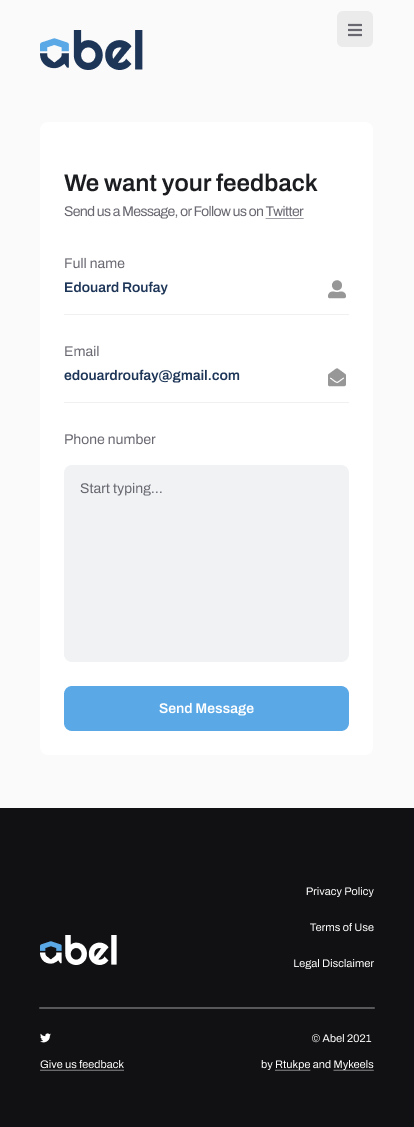 abel
We want your feedback
Send us a Message, or Follow us on Twitter
Full name
Edouard Roufay
Email
edouardroufay@gmail.com
Phone number
Start typing...
Send Message
Privacy Policy
Terms of Use
abel
Legal Disclaimer
© Abel 2021
Give us feedback
by Rtukpe and Mykeels